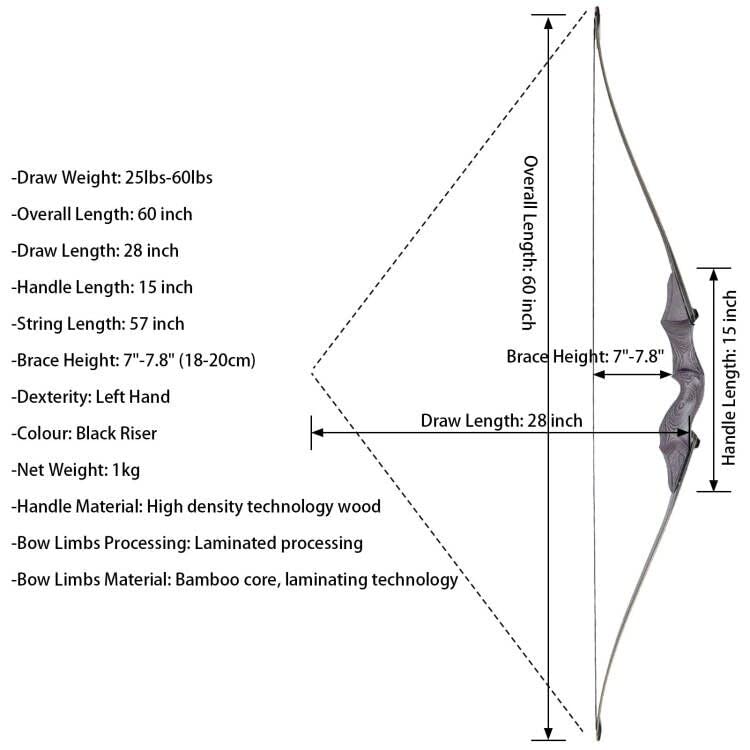 -Draw Weight: 25lbs-60lbs
-Overall Length: 60 inch
-Draw Length: 28 inch
-Handle Length: 15 inch
-String Length: 57 inch
-Brace Height: 7"-7.8" (18-20cm)
-Dexterity: Left Hand
-Colour: Black Riser
-Net Weight: 1kg
-Handle Material: High density technology wood
-Bow Limbs Processing: Laminated processing
-Bow Limbs Material: Bamboo core, laminating technology
Overall Length: 60 inch
Brace Height: 7"-7.8"
Draw Length: 28 inch
Handle Length: 15 inch